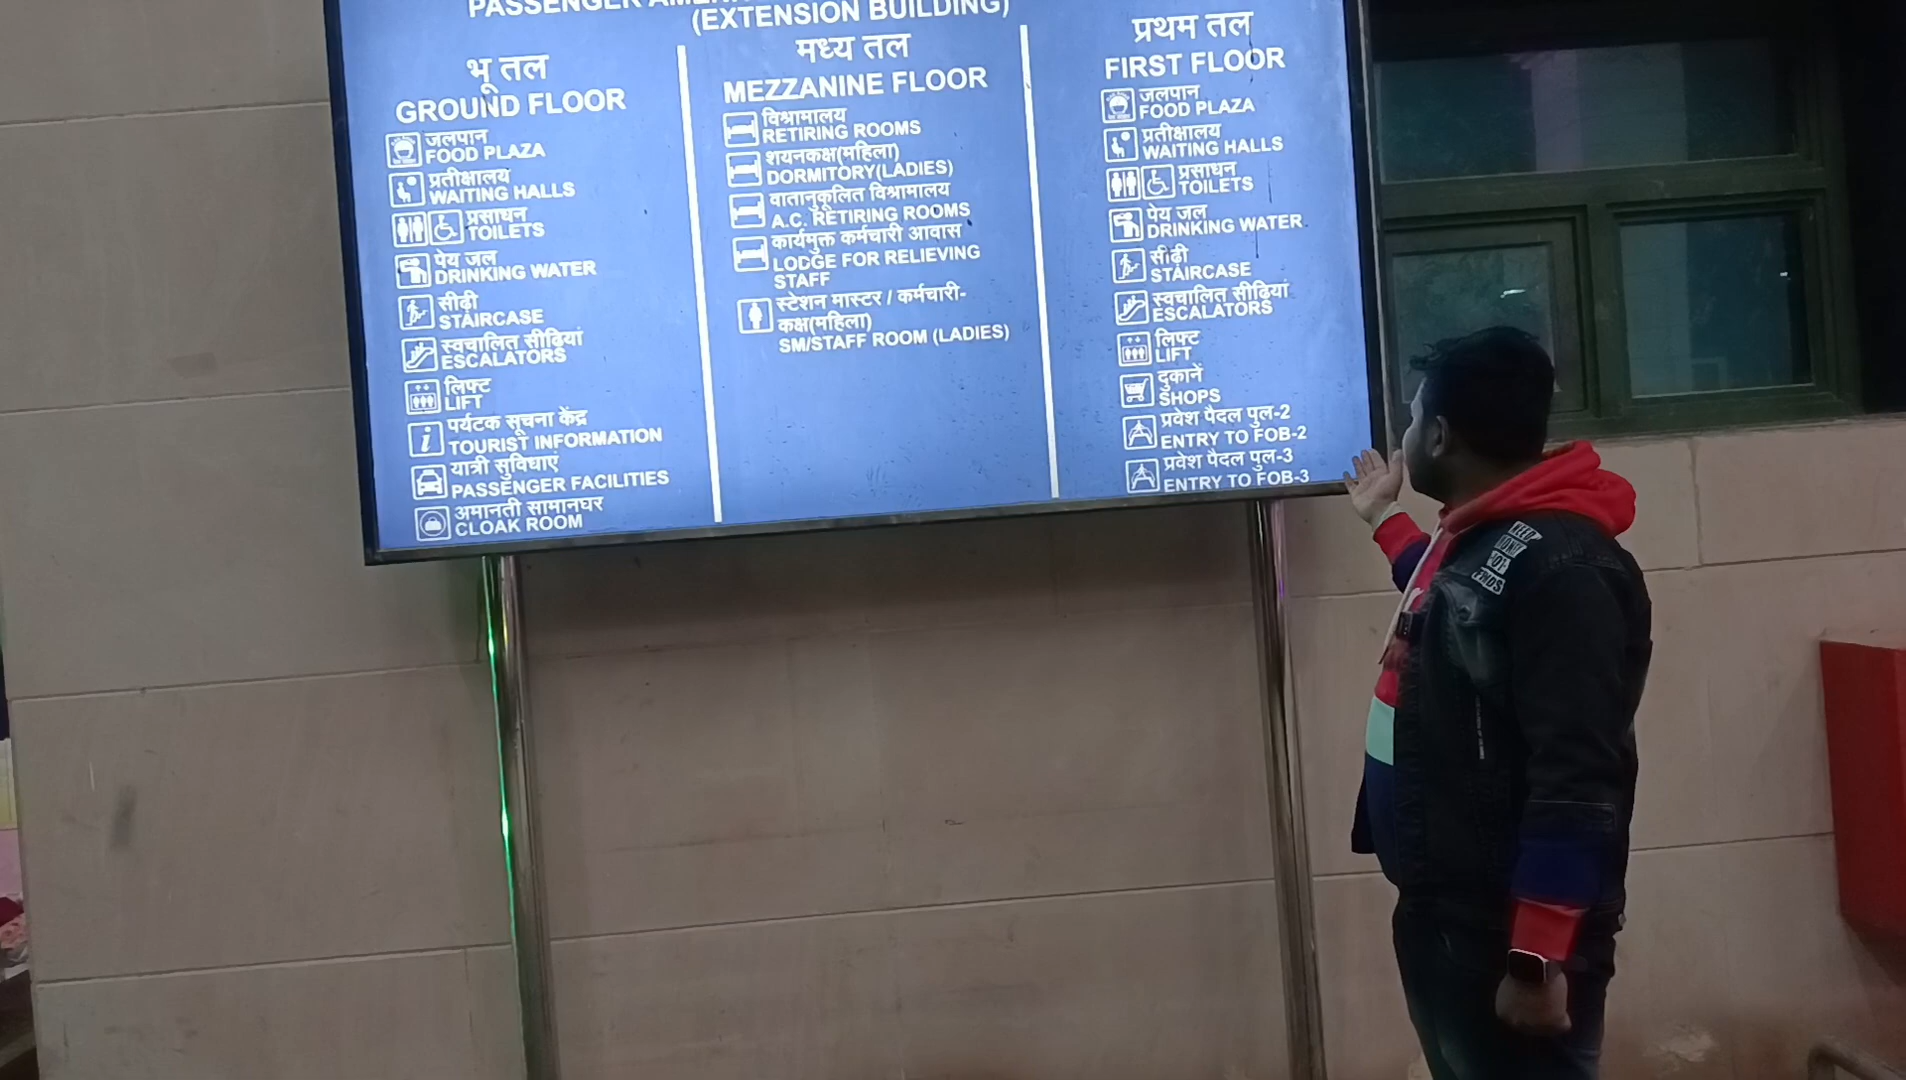 PASSENGER
(EXTENSION BUILDING)
भू तल
GROUND FLOOR
जलपान
FOOD PLAZA
प्रतीक्षालय
WAITING HALLS
प्रसाधन
TOILETS
पेय जल
DRINKING WATER
सीढ़ी
STAIRCASE
स्वचालित सीढियां
ESCALATORS
लिफ्ट
LIFT
पर्यटक सूचना केंद्र
TOURIST INFORMATION
यात्री सुविधाएं
PASSENGER FACILITIES
अमानती सामानघर
CLOAK ROOM
मध्य तल
MEZZANINE FLOOR
विश्रामालय
RETIRING ROOMS
शयनकक्ष(महिला)
DORMITORY(LADIES)
वातानुकूलित विश्रामालय
A.C. RETIRING ROOMS
कार्यमुक्त कर्मचारी आवास
LODGE FOR RELIEVING
STAFF
स्टेशन मास्टर / कर्मचारी-
कक्ष(महिला)
SM/STAFF ROOM (LADIES)
प्रथम तल
FIRST FLOOR
जलपान
FOOD PLAZA
प्रतीक्षालय
WAITING HALLS
प्रसाधन
TOILETS
पेय जल
DRINKING WATER
सीढ़ी
STAIRCASE
स्वचालित सीढियां
ESCALATORS
लिफ्ट
LIFT
दुकानें
SHOPS
प्रवेश पैदल पुल-2
ENTRY TO FOB-2
प्रवेश पैदल पुल-3
ENTRY TO FOB-3